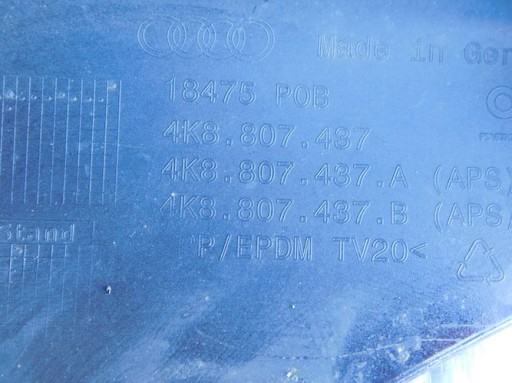 Made in Ger
18475 POB
4K8.807.437
4K8.807.437.A (APS)
4K8.807.437.B (APS)
Stand
P/EPDM TV20<